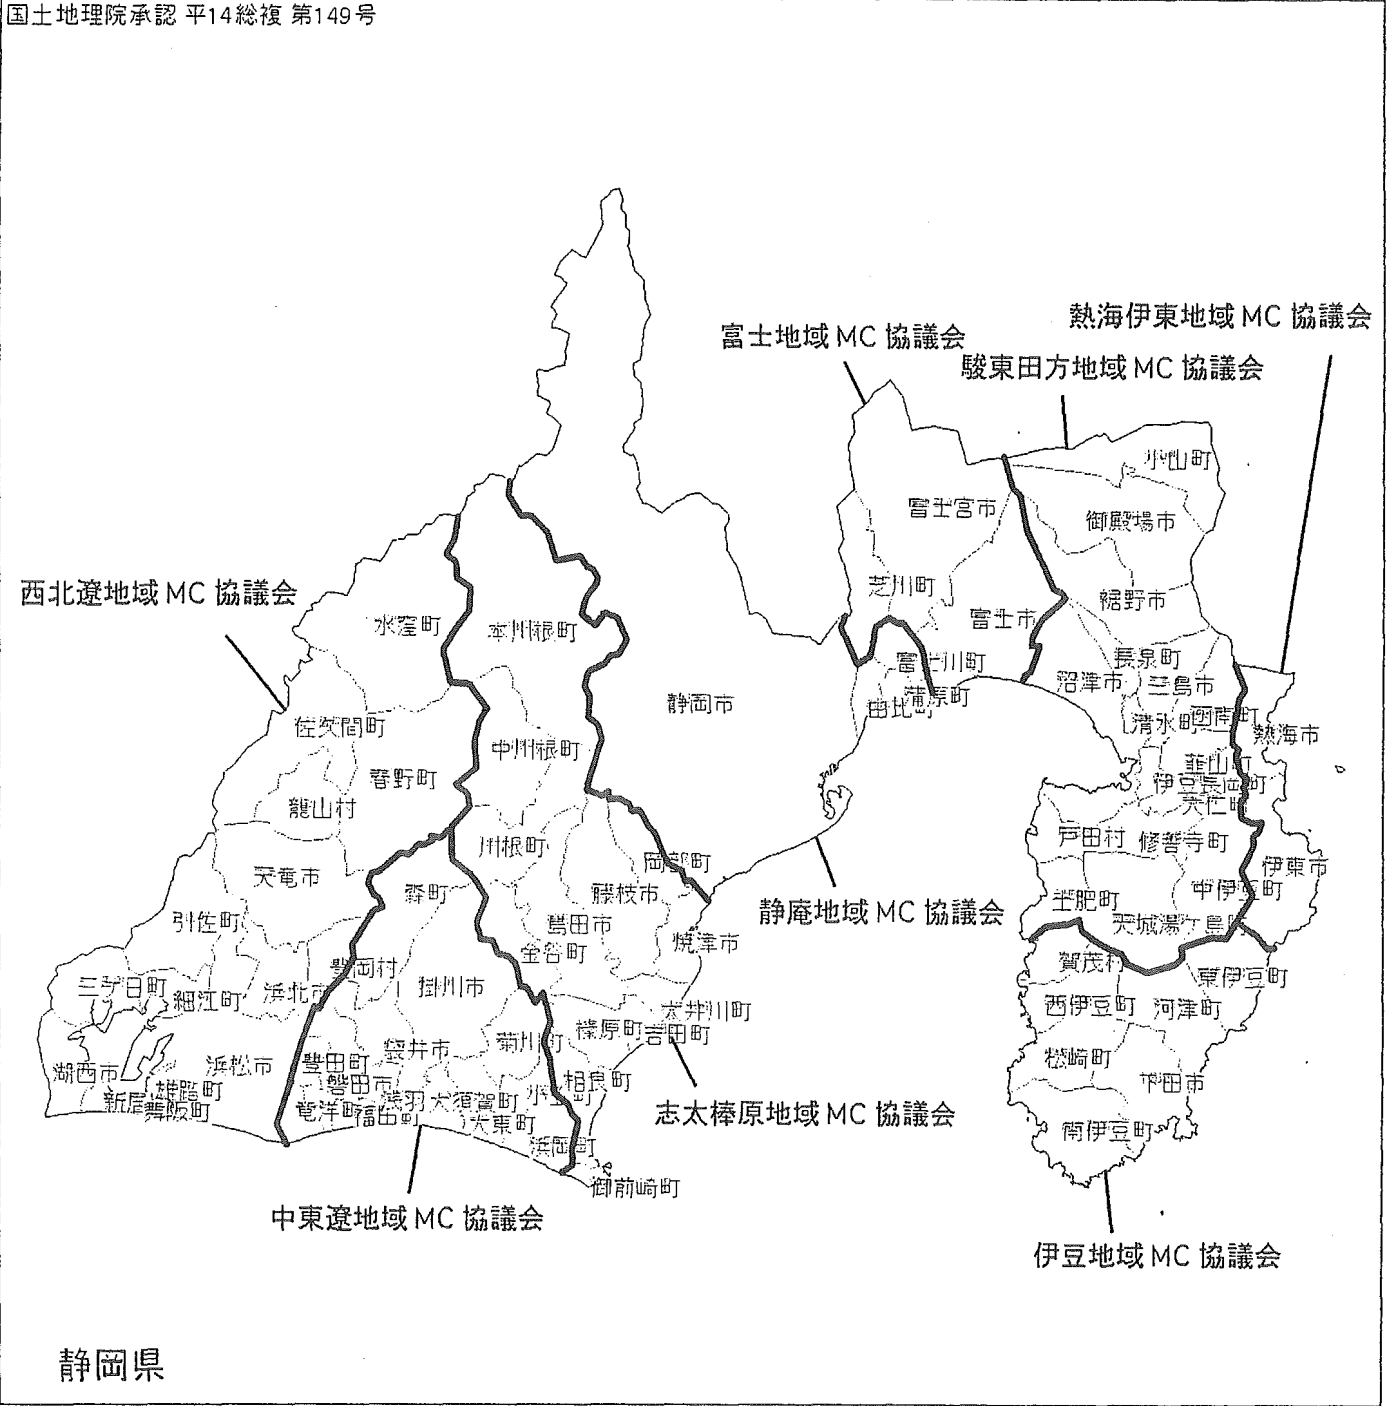 国土地理院承認 平14総複 第149号
熱海伊東地域MC協議会
富士地域MC協議会
駿東田方地域MC協議会
小山町
富士宮市
御殿場市
芝川町
裾野市
西北遼地域MC協議会
水窪町
本川根町
富士市
富士川町
長泉町
沼津市
三島市
静岡市
由比町
蒲原町
清水町
函南町
熱海市
佐久間町
中川根町
春野町
韮山町
伊豆長岡町
大仁町
龍山村
川根町
戸田村
修善寺町
岡部町
伊東市
天竜市
森町
藤枝市
中伊豆町
土肥町
静庵地域MC協議会
引佐町
島田市
天城湯ケ島町
金谷町
焼津市
豊岡村
賀茂村
東伊豆町
三ケ日町
細江町
浜北市
掛川市
西伊豆町
河津町
大井川町
榛原町
吉田町
菊川町
袋井市
豊田町
松崎町
湖西市
浜松市
磐田市
相良町
下田市
雄踏町
舞阪町
竜洋町
福田町
浅羽
大須賀町
大東町
志太榛原地域MC協議会
南伊豆町
浜岡町
御前崎町
中東遼地域MC協議会
伊豆地域MC協議会
静岡県